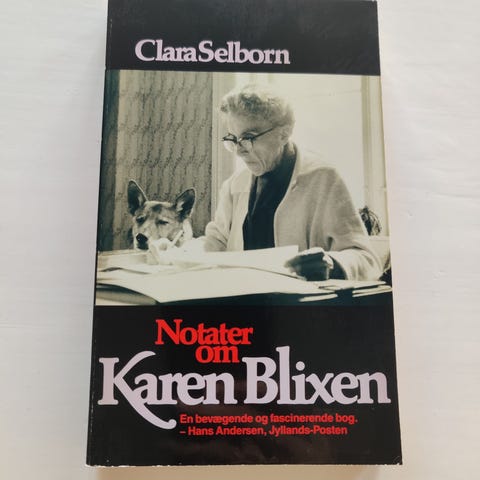 Clara Selborn
Notater
om
Karen Blixen
En bevægende og fascinerende bog.
– Hans Andersen, Jyllands-Posten